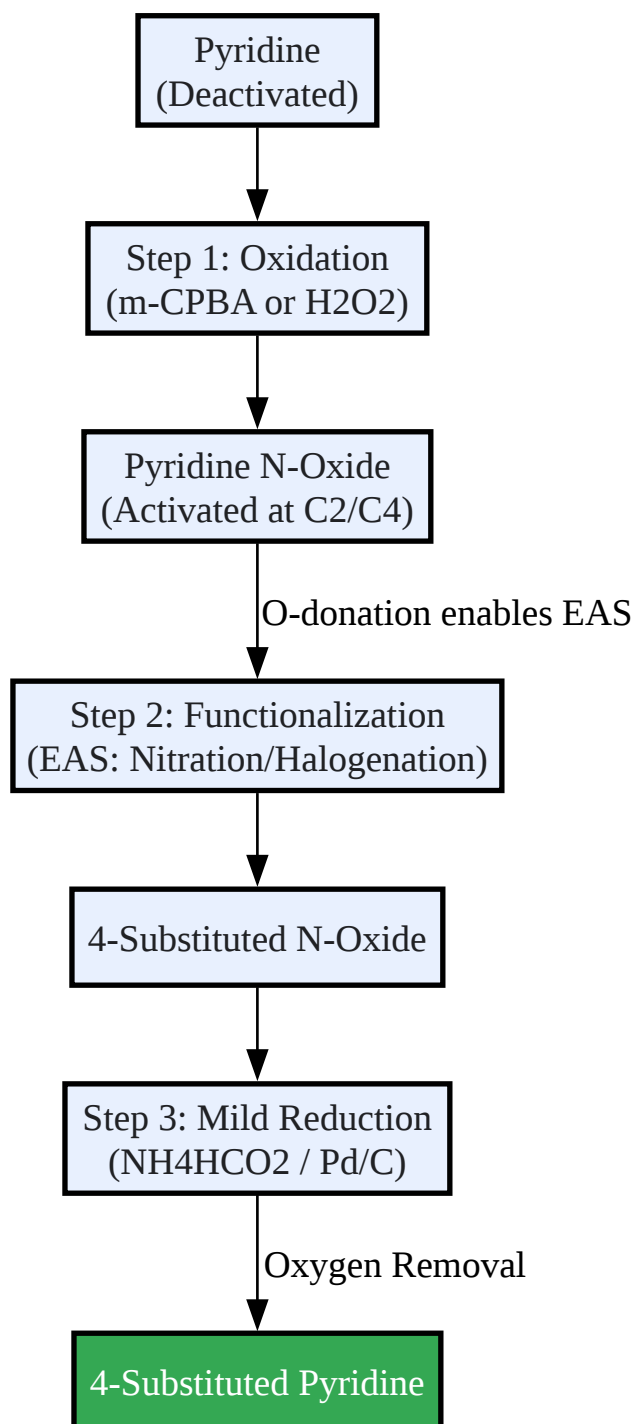 Pyridine
(Deactivated)
Step 1: Oxidation
(m-CPBA or H2O2)
Pyridine N-Oxide
(Activated at C2/C4)
O-donation enables EAS
Step 2: Functionalization
(EAS: Nitration/Halogenation)
4-Substituted N-Oxide
Step 3: Mild Reduction
(NH4HCO2 / Pd/C)
Oxygen Removal
4-Substituted Pyridine